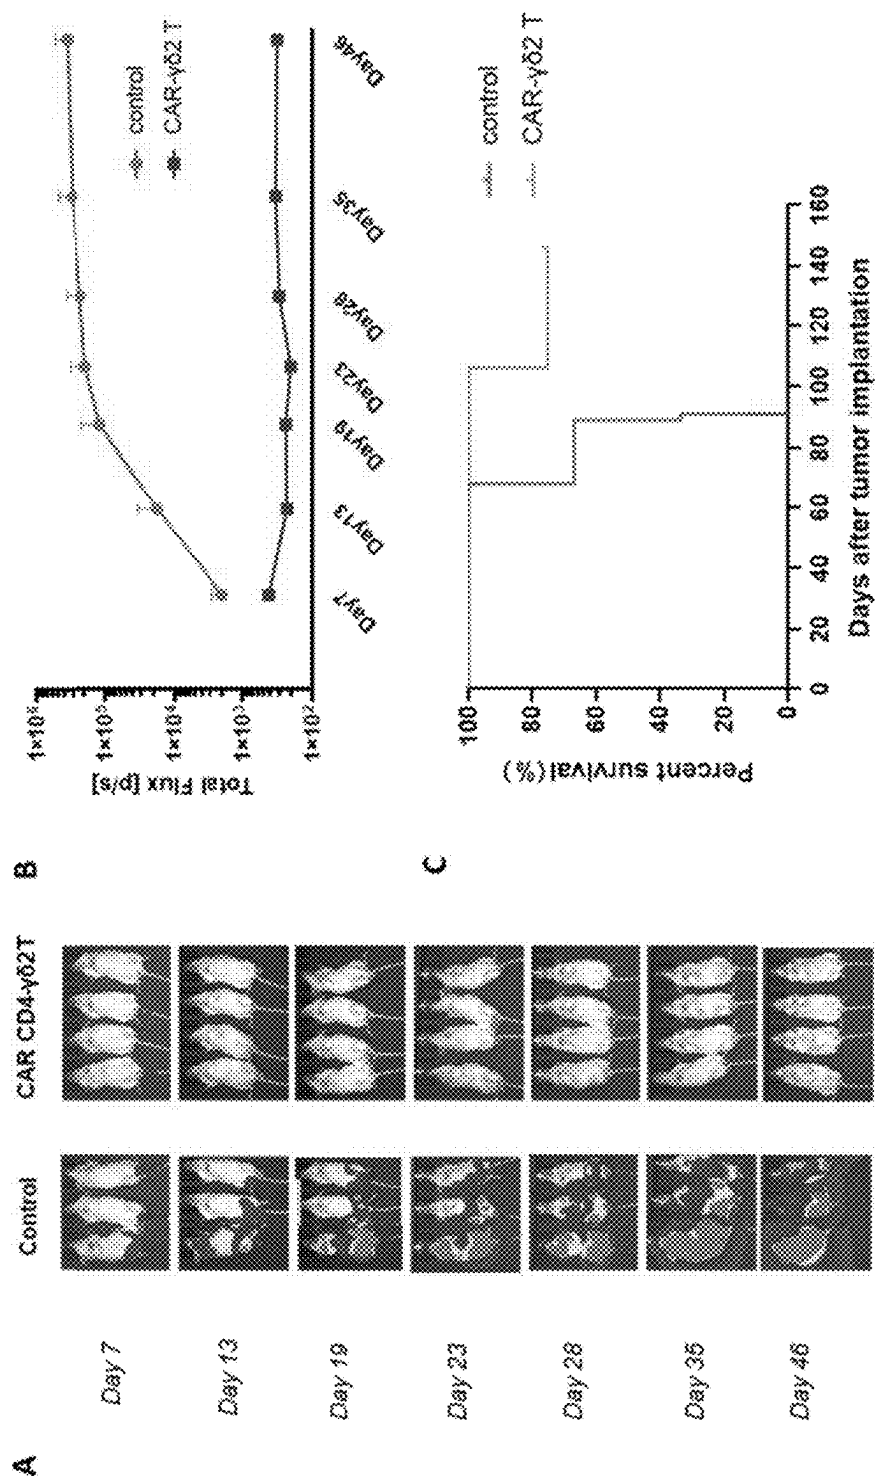 A
Control
CAR CD4-γδ2T
Day 7
Day 13
Day 19
Day 23
Day 28
Day 35
Day 46
B
Total Flux [p/s]
1×10⁶
1×10⁵
1×10⁴
1×10³
1×10²
Day7
Day13
Day19
Day23
Day28
Day35
Day46
control
CAR-γδ2 T
C
Percent survival(%)
100
80
60
40
20
0
0 20 40 60 80 100 120 140 160
Days after tumor implantation
control
CAR-γδ2 T